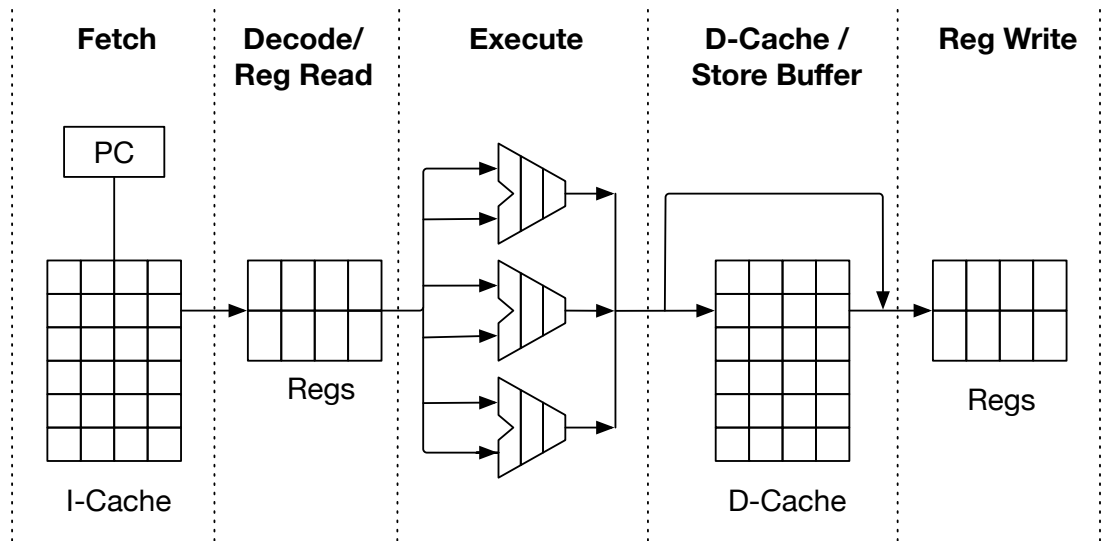 Fetch
Decode/
Reg Read
Execute
D-Cache /
Store Buffer
Reg Write
PC
Regs
Regs
I-Cache
D-Cache